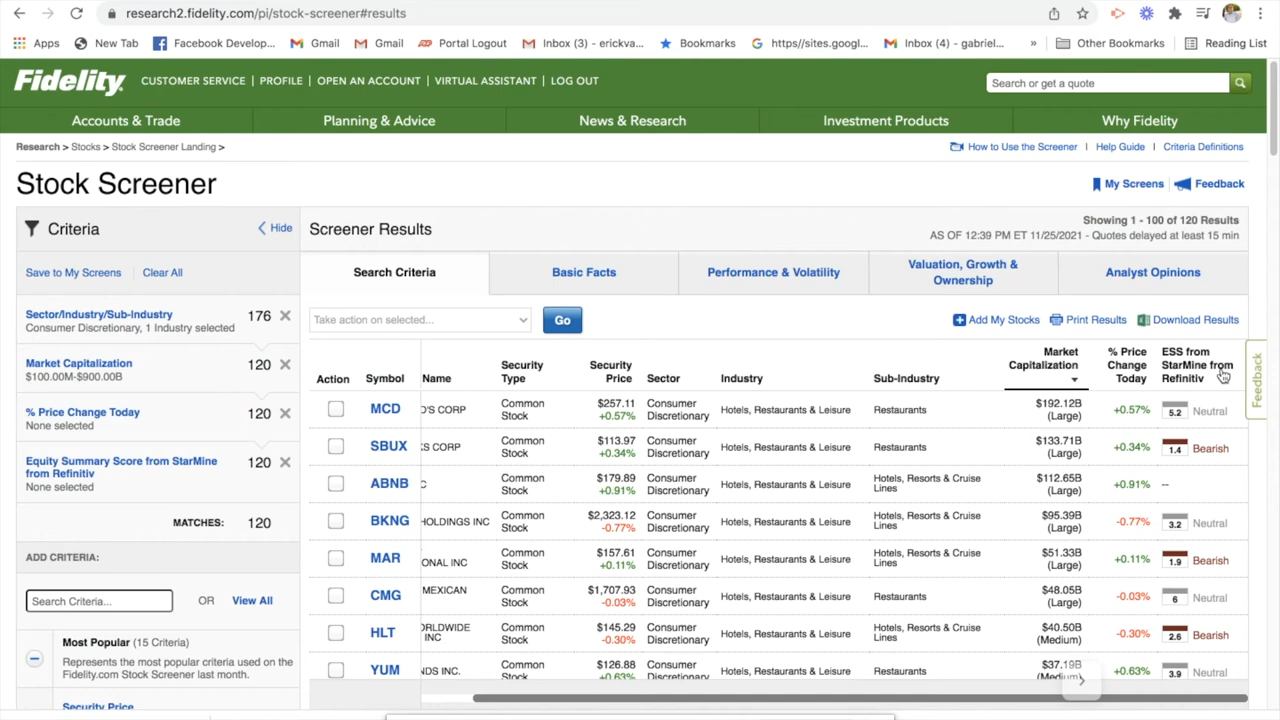 research2.fidelity.com/pi/stock-screener#results
Apps New Tab Facebook Develop... Gmail Gmail Portal Logout Inbox (3) - erickva... Bookmarks https//sites.googl... Inbox (4) - gabriel... » Other Bookmarks Reading List
Fidelity CUSTOMER SERVICE | PROFILE | OPEN AN ACCOUNT | VIRTUAL ASSISTANT | LOG OUT Search or get a quote
Accounts & Trade Planning & Advice News & Research Investment Products Why Fidelity
Research > Stocks > Stock Screener Landing > How to Use the Screener | Help Guide | Criteria Definitions
Stock Screener
My Screens Feedback
Criteria Hide
Save to My Screens Clear All
Sector/Industry/Sub-Industry 176
Consumer Discretionary, 1 Industry selected
Market Capitalization 120
$100.00M-$900.00B
% Price Change Today 120
None selected
Equity Summary Score from StarMine
from Refinitiv 120
None selected
MATCHES: 120
ADD CRITERIA:
Search Criteria... OR View All
Most Popular (15 Criteria)
Represents the most popular criteria used on the
Fidelity.com Stock Screener last month.
Security Price
Screener Results
Showing 1 - 100 of 120 Results
AS OF 12:39 PM ET 11/25/2021 - Quotes delayed at least 15 min
Search Criteria Basic Facts Performance & Volatility Valuation, Growth & Ownership Analyst Opinions
Take action on selected... Go Add My Stocks Print Results Download Results
Action Symbol Name Security Type Security Price Sector Industry Sub-Industry Market Capitalization % Price Change Today ESS from StarMine from Refinitiv
MCD D'S CORP Common Stock $257.11 +0.57% Consumer Discretionary Hotels, Restaurants & Leisure Restaurants $192.12B (Large) +0.57% 5.2 Neutral
SBUX KS CORP Common Stock $113.97 +0.34% Consumer Discretionary Hotels, Restaurants & Leisure Restaurants $133.71B (Large) +0.34% 1.4 Bearish
ABNB C Common Stock $179.89 +0.91% Consumer Discretionary Hotels, Restaurants & Leisure Hotels, Resorts & Cruise Lines $112.65B (Large) +0.91% --
BKNG HOLDINGS INC Common Stock $2,323.12 -0.77% Consumer Discretionary Hotels, Restaurants & Leisure Hotels, Resorts & Cruise Lines $95.39B (Large) -0.77% 3.2 Neutral
MAR ONAL INC Common Stock $157.61 +0.11% Consumer Discretionary Hotels, Restaurants & Leisure Hotels, Resorts & Cruise Lines $51.33B (Large) +0.11% 1.9 Bearish
CMG MEXICAN Common Stock $1,707.93 -0.03% Consumer Discretionary Hotels, Restaurants & Leisure Restaurants $48.05B (Large) -0.03% 6 Neutral
HLT ORLDWIDE INC Common Stock $145.29 -0.30% Consumer Discretionary Hotels, Restaurants & Leisure Hotels, Resorts & Cruise Lines $40.50B (Medium) -0.30% 2.6 Bearish
YUM NDS INC. Common Stock $126.88 +0.63% Consumer Discretionary Hotels, Restaurants & Leisure Restaurants $37.19B (Medium) +0.63% 3.9 Neutral
Feedback